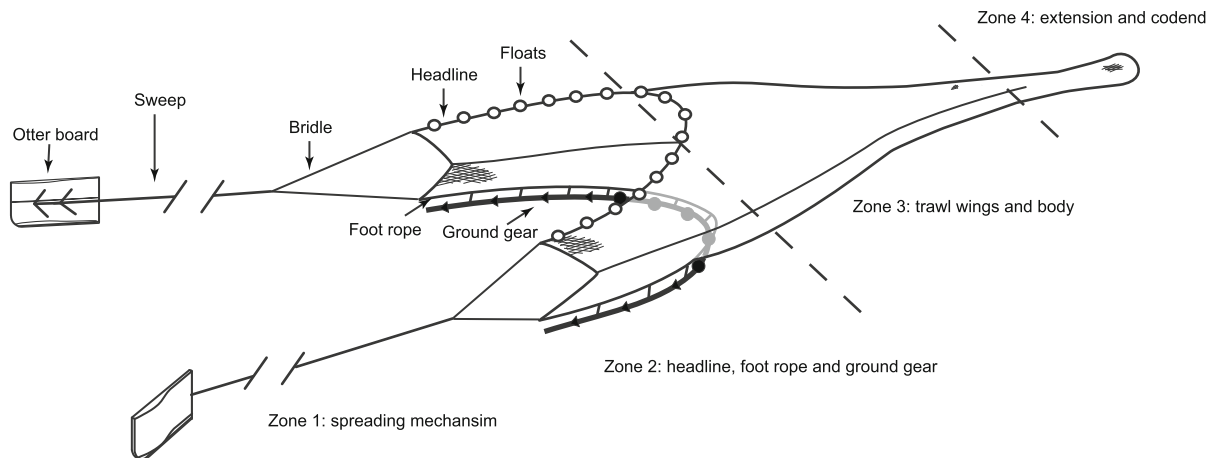 Zone 4: extension and codend
Floats
Headline
Sweep
Bridle
Otter board
Foot rope
Ground gear
Zone 3: trawl wings and body
Zone 2: headline, foot rope and ground gear
Zone 1: spreading mechansim